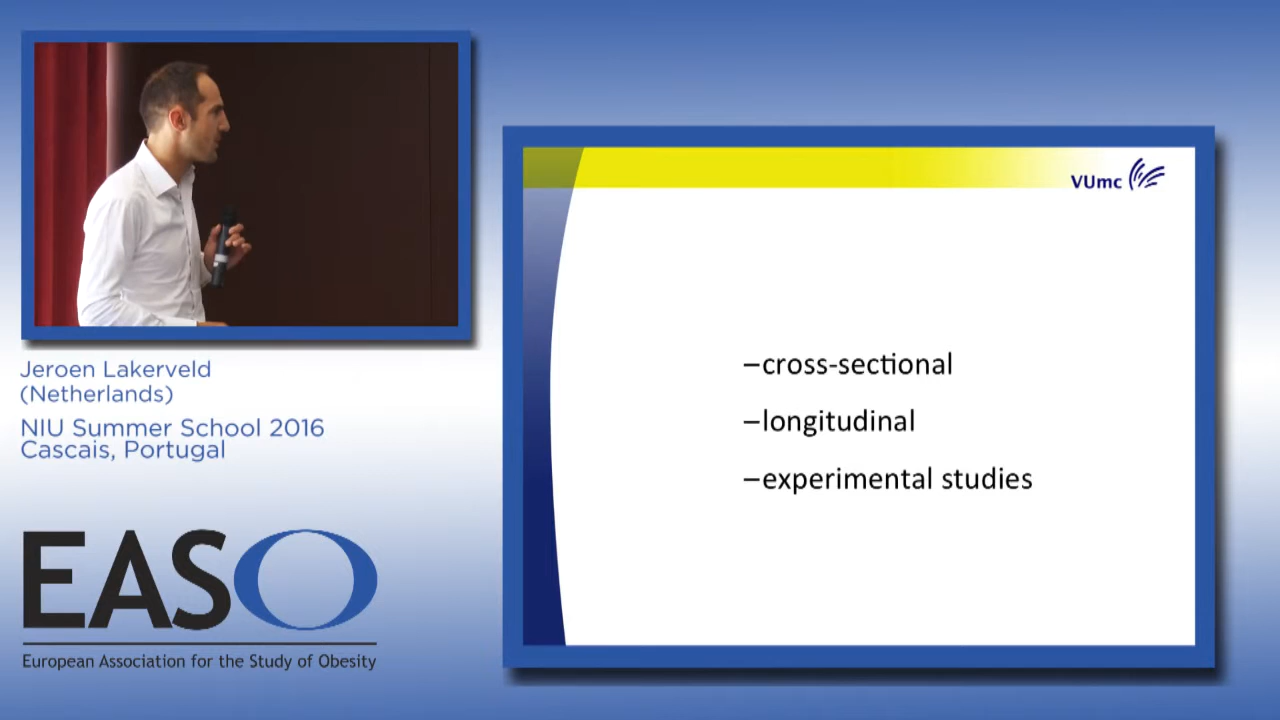 Jeroen Lakerveld
(Netherlands)
NIU Summer School 2016
Cascais, Portugal
EASO
European Association for the Study of Obesity
VUmc
–cross-sectional
–longitudinal
–experimental studies